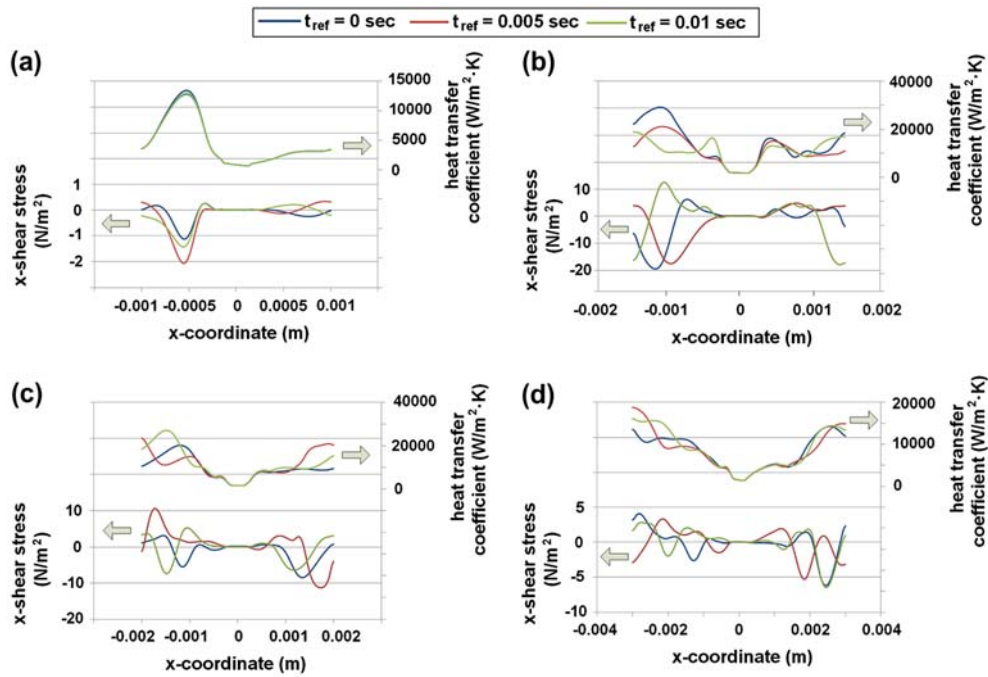 t_ref = 0 sec t_ref = 0.005 sec t_ref = 0.01 sec
(a)
15000
10000
5000
0
heat transfer
coefficient (W/m²·K)
1
0
-1
-2
x-shear stress
(N/m²)
-0.001 -0.0005 0 0.0005 0.001
x-coordinate (m)
(b)
40000
20000
0
heat transfer
coefficient (W/m²·K)
10
0
-10
-20
x-shear stress
(N/m²)
-0.002 -0.001 0 0.001 0.002
x-coordinate (m)
(c)
40000
20000
0
heat transfer
coefficient (W/m²·K)
10
0
-10
-20
x-shear stress
(N/m²)
-0.002 -0.001 0 0.001 0.002
x-coordinate (m)
(d)
20000
10000
0
heat transfer
coefficient (W/m²·K)
5
0
-5
-10
x-shear stress
(N/m²)
-0.004 -0.002 0 0.002 0.004
x-coordinate (m)